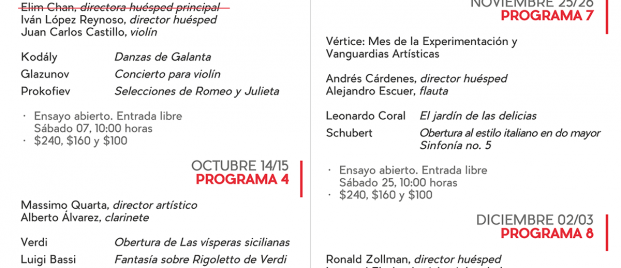 Elim Chan, directora huésped principal
Iván López Reynoso, director huésped
Juan Carlos Castillo, violín
Kodály Danzas de Galanta
Glazunov Concierto para violín
Prokofiev Selecciones de Romeo y Julieta
· Ensayo abierto. Entrada libre
Sábado 07, 10:00 horas
· $240, $160 y $100
OCTUBRE 14/15
PROGRAMA 4
Massimo Quarta, director artístico
Alberto Álvarez, clarinete
Verdi Obertura de Las vísperas sicilianas
Luigi Bassi Fantasía sobre Rigoletto de Verdi
NOVIEMBRE 25/26
PROGRAMA 7
Vértice: Mes de la Experimentación y
Vanguardias Artísticas
Andrés Cárdenes, director huésped
Alejandro Escuer, flauta
Leonardo Coral El jardín de las delicias
Schubert Obertura al estilo italiano en do mayor
Sinfonía no. 5
· Ensayo abierto. Entrada libre
Sábado 25, 10:00 horas
· $240, $160 y $100
DICIEMBRE 02/03
PROGRAMA 8
Ronald Zollman, director huésped